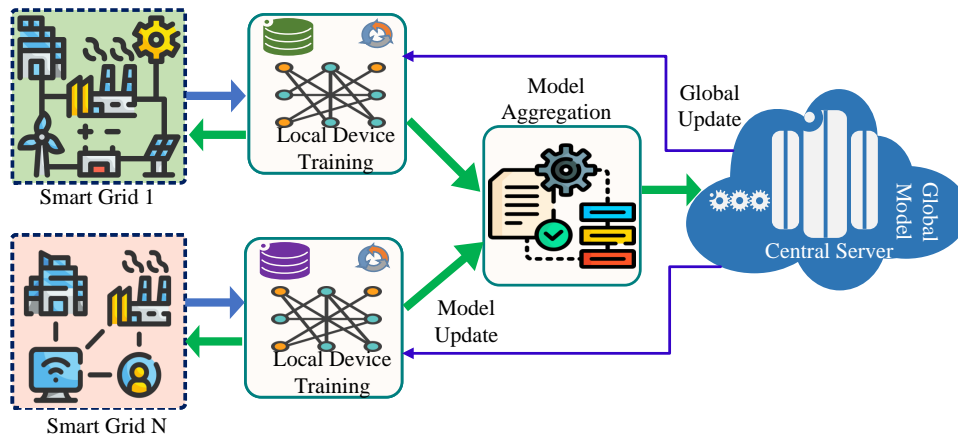 Local Device
Training
Smart Grid 1
Model
Aggregation
Global
Update
Central Server
Global
Model
Local Device
Training
Model
Update
Smart Grid N